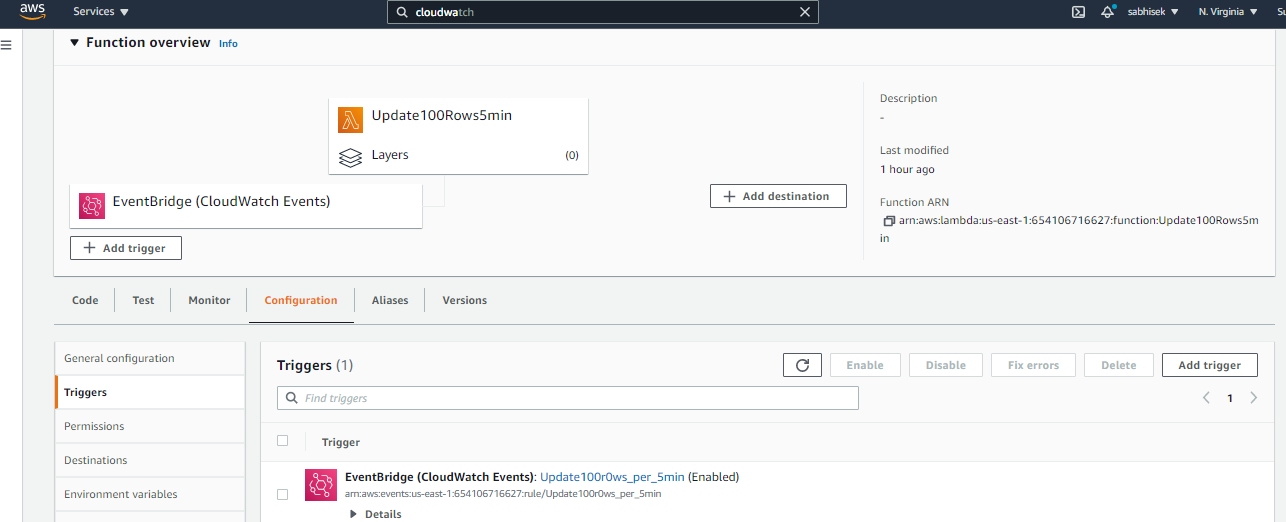 aws
Services
cloudwatch
sabhisek
N. Virginia
Su
Function overview
Info
Update100Rows5min
Layers
(0)
EventBridge (CloudWatch Events)
Add trigger
Add destination
Description
-
Last modified
1 hour ago
Function ARN
arn:aws:lambda:us-east-1:654106716627:function:Update100Rows5m
in
Code
Test
Monitor
Configuration
Aliases
Versions
General configuration
Triggers
Permissions
Destinations
Environment variables
Triggers (1)
Enable
Disable
Fix errors
Delete
Add trigger
Find triggers
1
Trigger
EventBridge (CloudWatch Events): Update100r0ws_per_5min (Enabled)
arn:aws:events:us-east-1:654106716627:rule/Update100r0ws_per_5min
Details